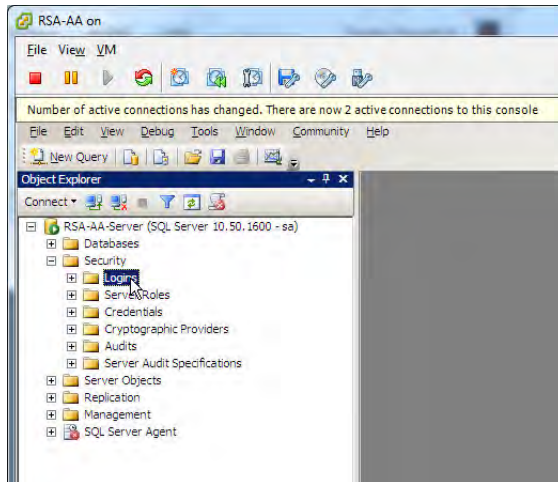 RSA-AA on
File View VM
Number of active connections has changed. There are now 2 active connections to this console
File Edit View Debug Tools Window Community Help
New Query
Object Explorer
Connect
RSA-AA-Server (SQL Server 10.50.1600 - sa)
Databases
Security
Logins
Server Roles
Credentials
Cryptographic Providers
Audits
Server Audit Specifications
Server Objects
Replication
Management
SQL Server Agent